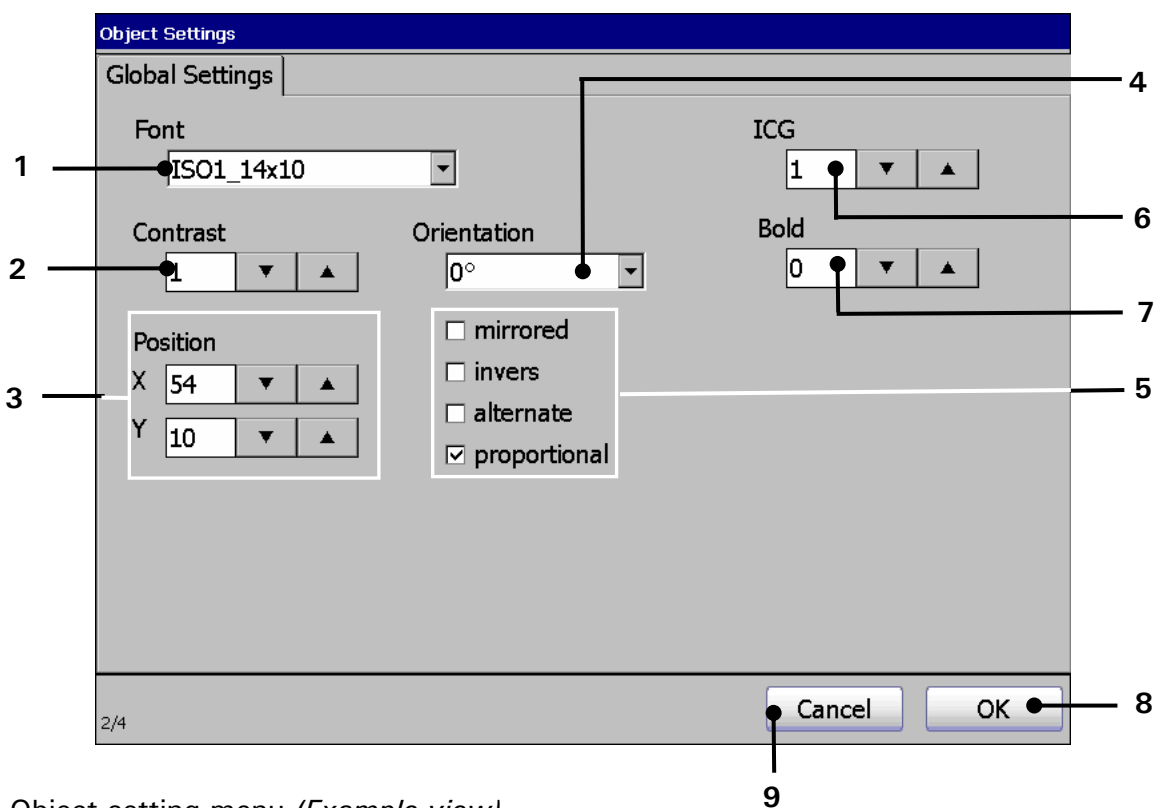 Object Settings
Global Settings
4
Font
ICG
1
ISO1_14x10
1
6
Contrast
Orientation
Bold
2
1
0°
0
7
Position
mirrored
X
54
invers
3
5
Y
10
alternate
proportional
Cancel
OK
8
2/4
9
Object setting menu (Example view)